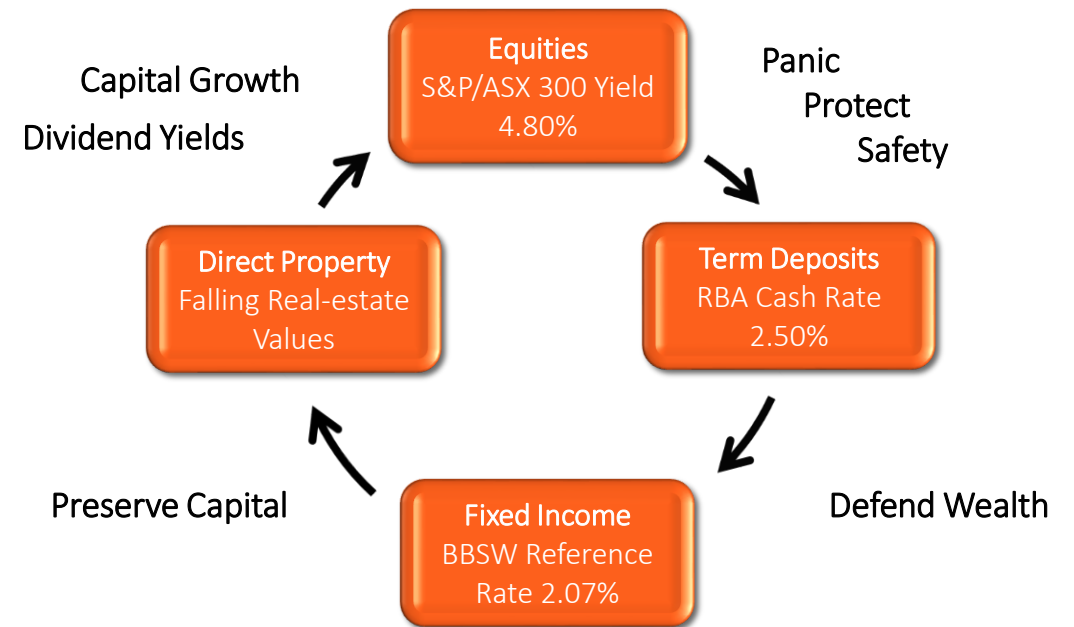 Equities
S&P/ASX 300 Yield
4.80%
Panic
Protect
Safety
Term Deposits
RBA Cash Rate
2.50%
Defend Wealth
Fixed Income
BBSW Reference
Rate 2.07%
Preserve Capital
Direct Property
Falling Real-estate
Values
Capital Growth
Dividend Yields